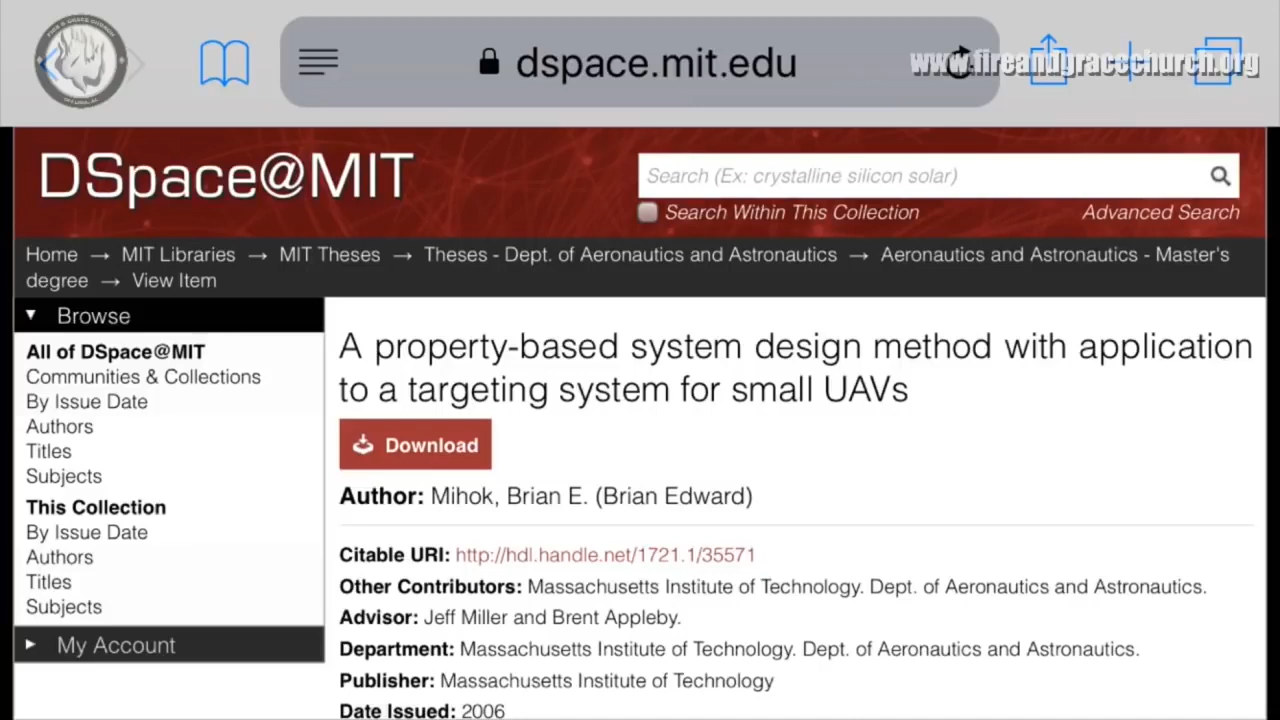 dspace.mit.edu
www.fireandgracechurch.org
DSpace@MIT
Search (Ex: crystalline silicon solar)
Search Within This Collection
Advanced Search
Home → MIT Libraries → MIT Theses → Theses - Dept. of Aeronautics and Astronautics → Aeronautics and Astronautics - Master's
degree → View Item
Browse
All of DSpace@MIT
Communities & Collections
By Issue Date
Authors
Titles
Subjects
This Collection
By Issue Date
Authors
Titles
Subjects
My Account
A property-based system design method with application
to a targeting system for small UAVs
Download
Author: Mihok, Brian E. (Brian Edward)
Citable URI: http://hdl.handle.net/1721.1/35571
Other Contributors: Massachusetts Institute of Technology. Dept. of Aeronautics and Astronautics.
Advisor: Jeff Miller and Brent Appleby.
Department: Massachusetts Institute of Technology. Dept. of Aeronautics and Astronautics.
Publisher: Massachusetts Institute of Technology
Date Issued: 2006